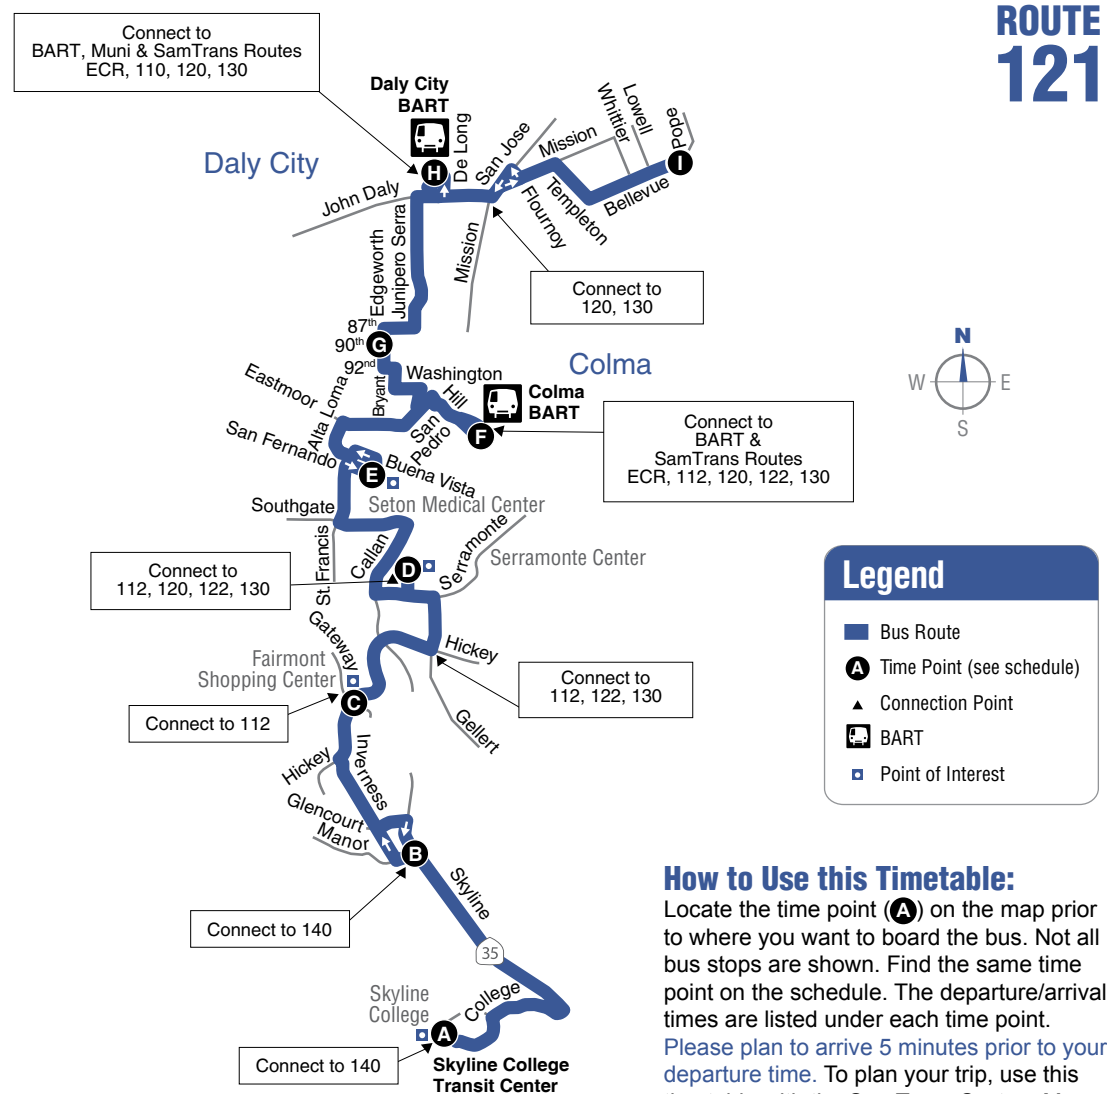 ROUTE
121
Connect to
BART, Muni & SamTrans Routes
ECR, 110, 120, 130
Daly City
BART
Daly City
H
De Long
San Jose
Mission
Whittier
Lowell
Pope
I
John Daly
Flournoy
Templeton
Bellevue
Mission
Edgeworth
Junipero Serra
Connect to
120, 130
87th
90th
G
92nd
Colma
Washington
Hill
Colma
BART
Eastmoor
Alta Loma
Bryant
San
Pedro
F
Connect to
BART &
SamTrans Routes
ECR, 112, 120, 122, 130
N
W
E
S
San Fernando
Buena Vista
E
Seton Medical Center
Southgate
St. Francis
Callan
Serramonte
Serramonte Center
D
Connect to
112, 120, 122, 130
Gateway
Fairmont
Shopping Center
Hickey
Connect to
112, 122, 130
C
Connect to 112
Gellert
Hickey
Inverness
Glencourt
Manor
B
Connect to 140
Skyline
35
Skyline
College
College
A
Connect to 140
Skyline College
Transit Center
Legend
Bus Route
A Time Point (see schedule)
Connection Point
BART
Point of Interest
How to Use this Timetable:
Locate the time point (A) on the map prior
to where you want to board the bus. Not all
bus stops are shown. Find the same time
point on the schedule. The departure/arrival
times are listed under each time point.
Please plan to arrive 5 minutes prior to your
departure time. To plan your trip, use this